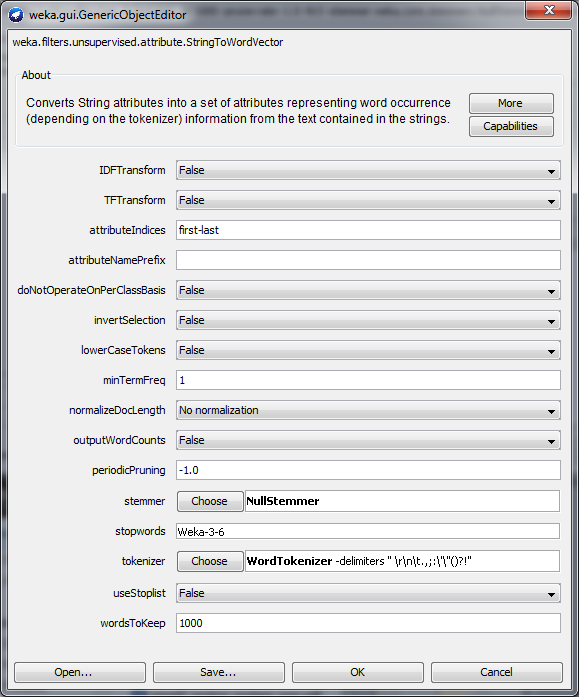 weka.gui.GenericObjectEditor
weka.filters.unsupervised.attribute.StringToWordVector
About
Converts String attributes into a set of attributes representing word occurrence
(depending on the tokenizer) information from the text contained in the strings.
More
Capabilities
IDFTransform False
TFTransform False
attributeIndices first-last
attributeNamePrefix
doNotOperateOnPerClassBasis False
invertSelection False
lowerCaseTokens False
minTermFreq 1
normalizeDocLength No normalization
outputWordCounts False
periodicPruning -1.0
stemmer Choose NullStemmer
stopwords Weka-3-6
tokenizer Choose WordTokenizer -delimiters " \r\n\t.,;:\'\"()?!"
useStoplist False
wordsToKeep 1000
Open... Save... OK Cancel